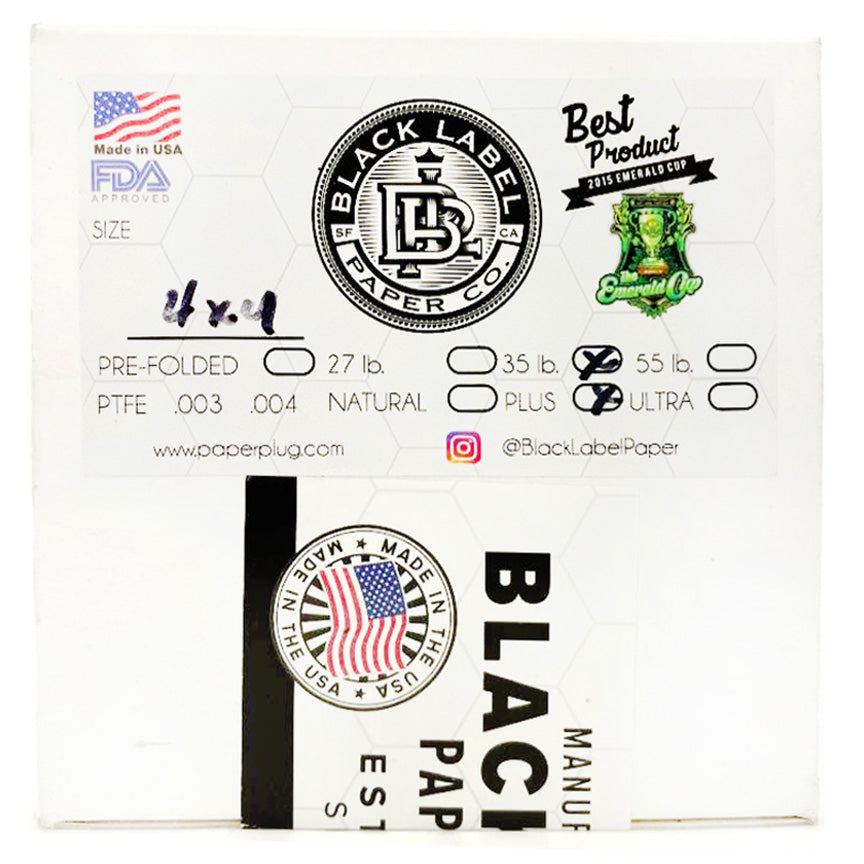 Made in USA
FDA
APPROVED
SIZE
4x4
BLACK LABEL
SF CA
PAPER CO.
BL
Best
Product
2015 EMERALD CUP
The
Emerald Cup
PRE-FOLDED 27 lb. 35 lb. X 55 lb.
PTFE .003 .004 NATURAL PLUS X ULTRA
www.paperplug.com @BlackLabelPaper
MADE IN THE USA ★ MADE IN THE USA ★
MANUF
BLACK
PAP
EST
S